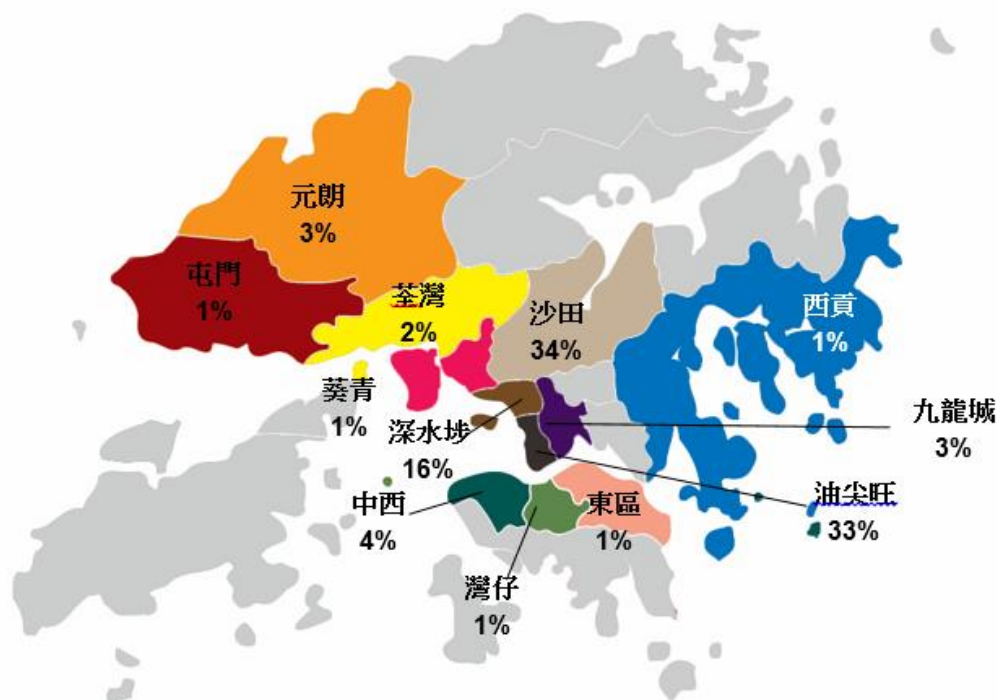 元朗
3%
屯門
1%
荃灣
2%
沙田
34%
西貢
1%
葵青
1%
深水埗
16%
九龍城
3%
中西
4%
東區
1%
油尖旺
33%
灣仔
1%